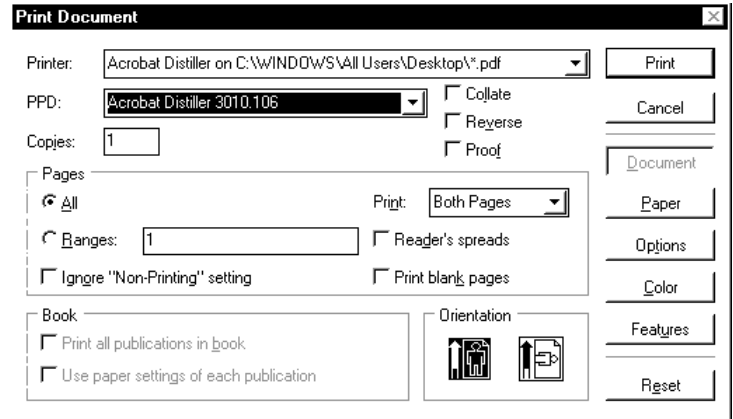 Print Document
Printer: Acrobat Distiller on C:\WINDOWS\All Users\Desktop\*.pdf Print
PPD: Acrobat Distiller 3010.106 Collate Cancel
Reverse
Copies: 1 Proof Document
Pages
All Print: Both Pages Paper
Ranges: 1 Reader's spreads Options
Ignore "Non-Printing" setting Print blank pages Color
Book Orientation
Print all publications in book Features
Use paper settings of each publication Reset